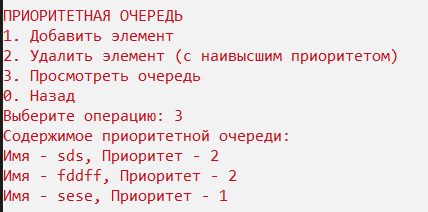 ПРИОРИТЕТНАЯ ОЧЕРЕДЬ
1. Добавить элемент
2. Удалить элемент (с наивысшим приоритетом)
3. Просмотреть очередь
0. Назад
Выберите операцию: 3
Содержимое приоритетной очереди:
Имя - sds, Приоритет - 2
Имя - fddff, Приоритет - 2
Имя - sese, Приоритет - 1